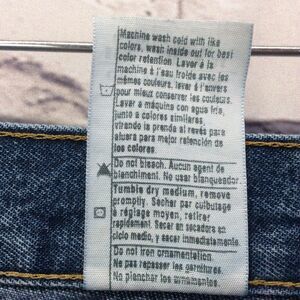 Machine wash cold with like
colors, wash inside out for best
color retention Laver à la
machine à l'eau froide avec les
mêmes couleurs, laver à l'envers
pour mieux conserver les couleurs.
Lavar a máquina con agua fría,
junto a colores similares,
virando la prenda al revés para
afuera para mejor retención de
los colores.
Do not bleach. Aucun agent de
blanchiment. No use blanqueador.
Tumble dry medium, remove
promptly. Sécher par culbutage
à réglage moyen, retirer
rapidement. Secar en secadora en
ciclo medio, y sacar inmediatamente.
Do not iron ornamentation.
Ne pas repasser les garnitures.
No planchar los ornamentos.